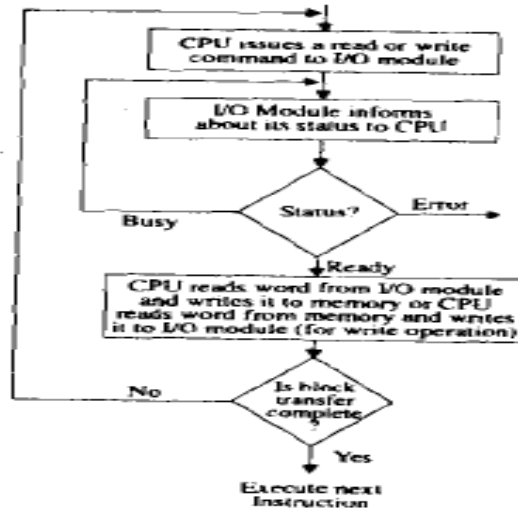 CPU issues a read or write
command to I/O module
I/O Module informs
about its status to CPU
Status?
Error
Busy
Ready
CPU reads word from I/O module
and writes it to memory or CPU
reads word from memory and writes
it to I/O module (for write operation)
No
Is block
transfer
complete
?
Yes
Execute next
Instruction